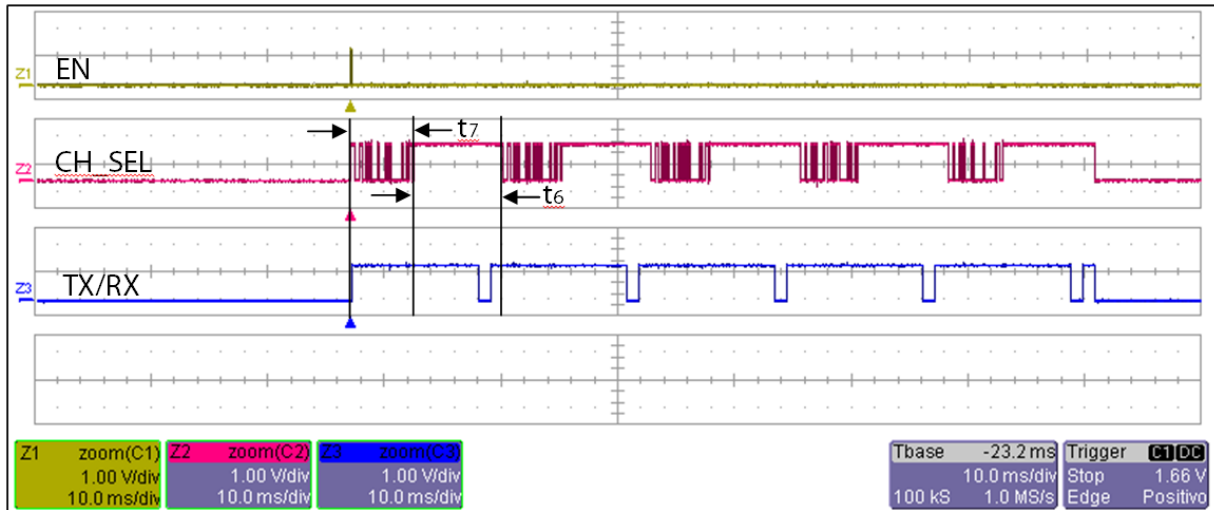 Z1 EN
t7
Z2 CH_SEL
t6
Z3 TX/RX
Z1 zoom(C1)
1.00 V/div
10.0 ms/div
Z2 zoom(C2)
1.00 V/div
10.0 ms/div
Z3 zoom(C3)
1.00 V/div
10.0 ms/div
Tbase -23.2 ms
10.0 ms/div
100 kS 1.0 MS/s
Trigger C1 DC
Stop 1.66 V
Edge Positivo